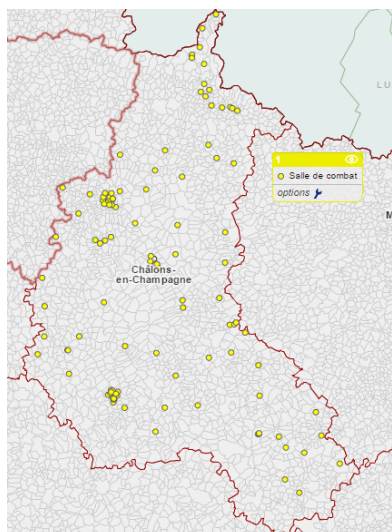 LU
1
Salle de combat
options
M
Châlons-
en-Champagne